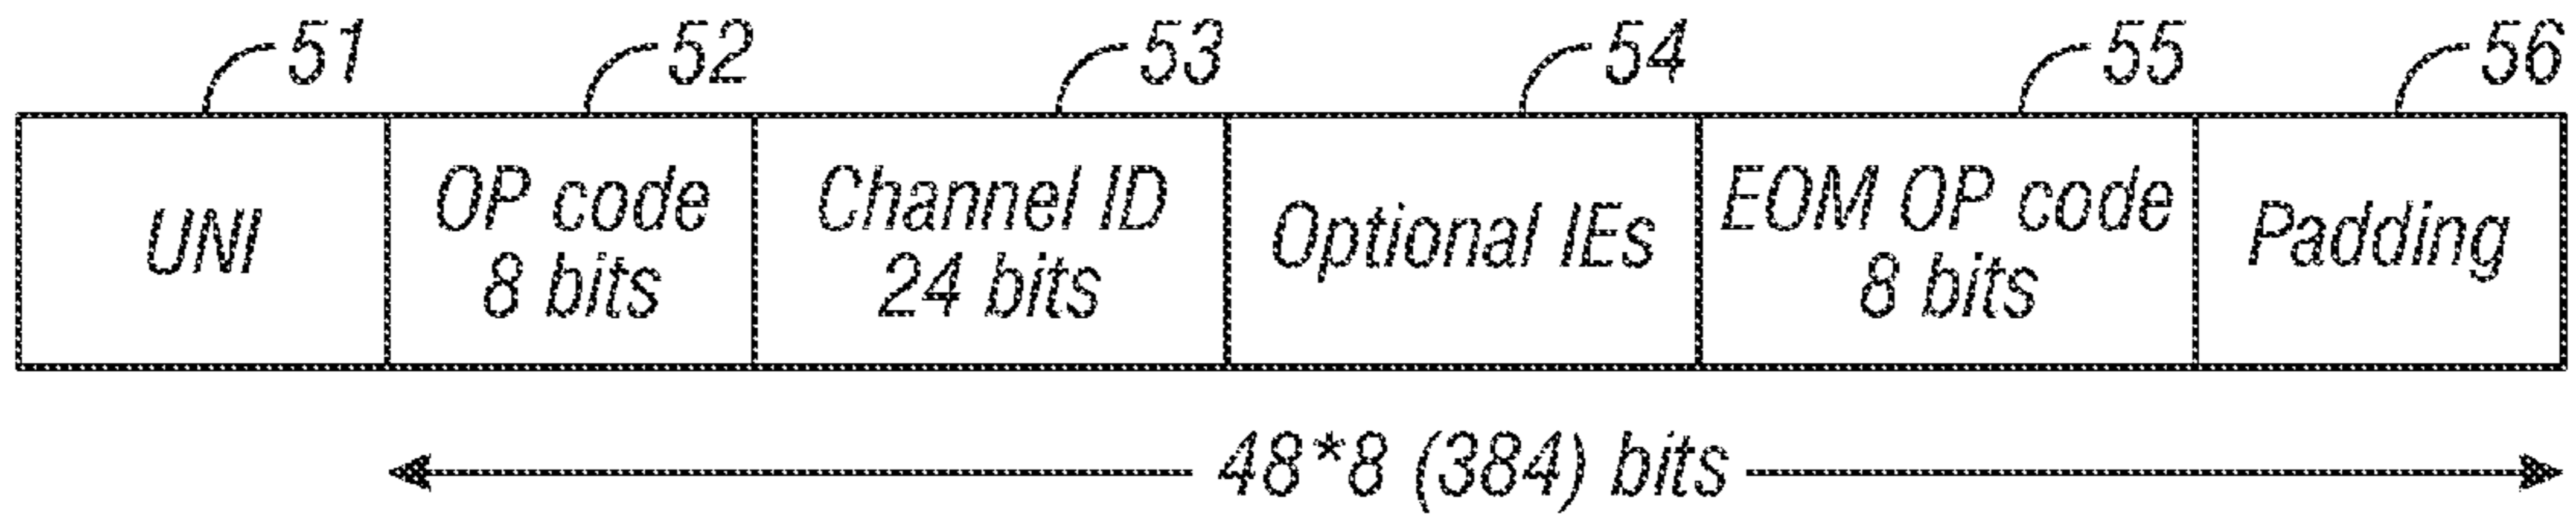 51 52 53 54 55 56
UNI
OP code
8 bits
Channel ID
24 bits
Optional IEs
EOM OP code
8 bits
Padding
48*8 (384) bits